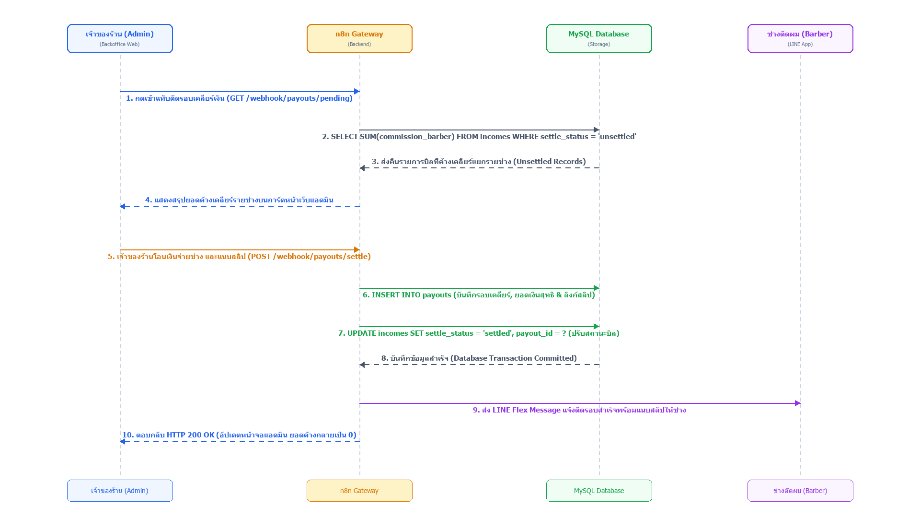 เจ้าของร้าน (Admin)
(Backoffice Web)
n8n Gateway
(Backend)
MySQL Database
(Storage)
ช่างตัดผม (Barber)
(LINE App)
1. กดเข้าแท็บตัดรอบเคลียร์เงิน (GET /webhook/payouts/pending)
2. SELECT SUM(commission_barber) FROM incomes WHERE settle_status = 'unsettled'
3. ส่งคืนรายการบิลที่ค้างเคลียร์แยกรายช่าง (Unsettled Records)
4. แสดงสรุปยอดค้างเคลียร์รายช่างบนการ์ดหน้าเว็บแอดมิน
5. เจ้าของร้านโอนเงินจ่ายช่าง และแนบสลิป (POST /webhook/payouts/settle)
6. INSERT INTO payouts (บันทึกรอบเคลียร์, ยอดเงินสุทธิ & ลิงก์สลิป)
7. UPDATE incomes SET settle_status = 'settled', payout_id = ? (ปรับสถานะบิล)
8. บันทึกข้อมูลสำเร็จ (Database Transaction Committed)
9. ส่ง LINE Flex Message แจ้งตัดรอบสำเร็จพร้อมแนบสลิปให้ช่าง
10. ตอบกลับ HTTP 200 OK (อัปเดตหน้าจอแอดมิน ยอดค้างกลายเป็น 0)
เจ้าของร้าน (Admin)
n8n Gateway
MySQL Database
ช่างตัดผม (Barber)